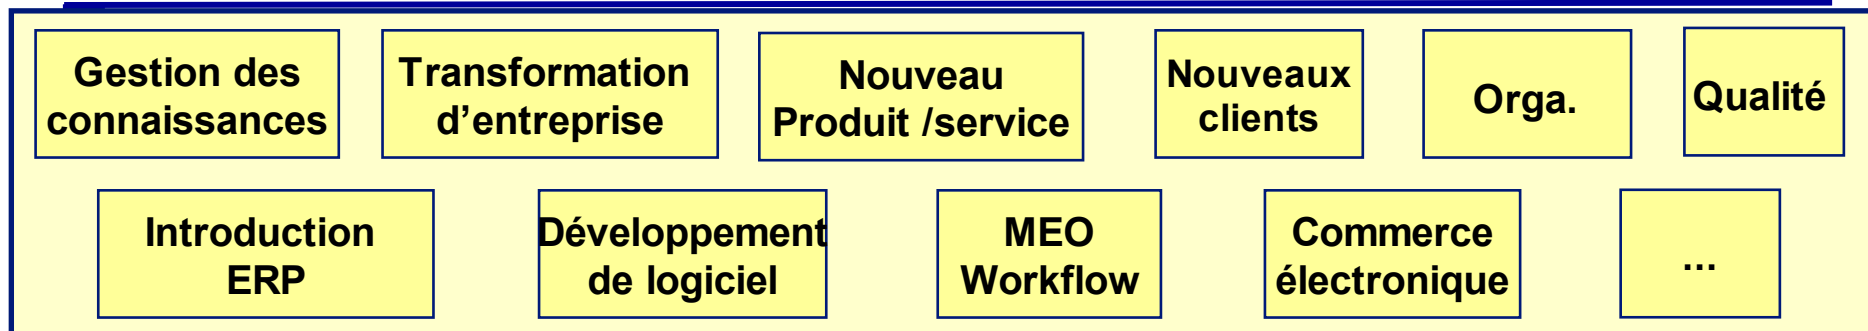 Gestion des
connaissances
Transformation
d’entreprise
Nouveau
Produit /service
Nouveaux
clients
Orga.
Qualité
Introduction
ERP
Développement
de logiciel
MEO
Workflow
Commerce
électronique
...